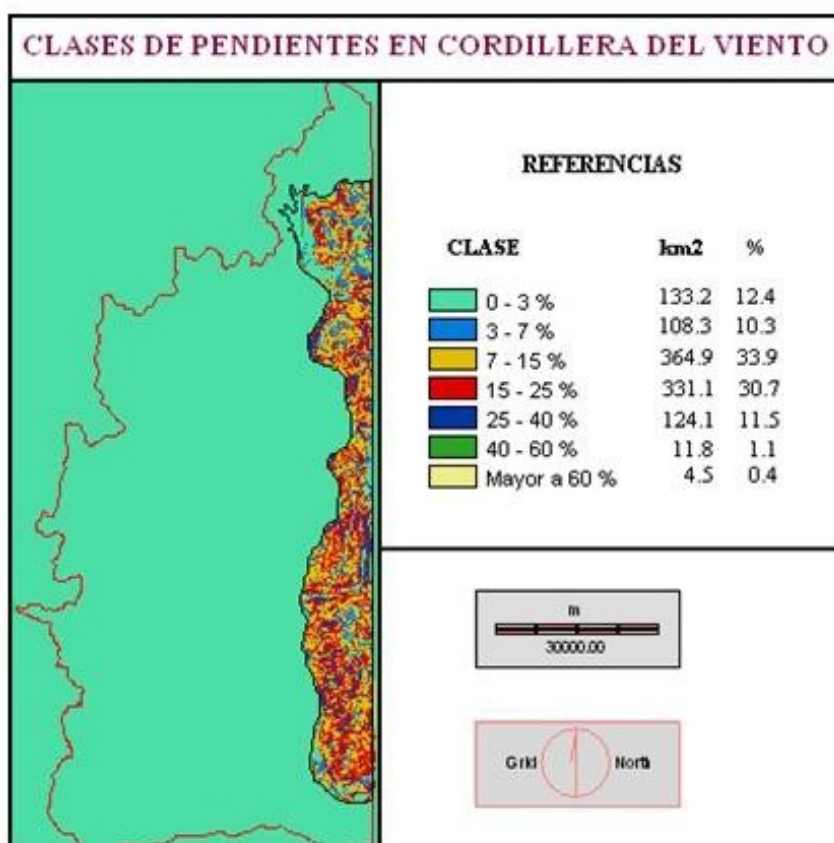 CLASES DE PENDIENTES EN CORDILLERA DEL VIENTO
REFERENCIAS
CLASE km2 %
0 - 3 % 133.2 12.4
3 - 7 % 108.3 10.3
7 - 15 % 364.9 33.9
15 - 25 % 331.1 30.7
25 - 40 % 124.1 11.5
40 - 60 % 11.8 1.1
Mayor a 60 % 4.5 0.4
m
30000.00
Grid North